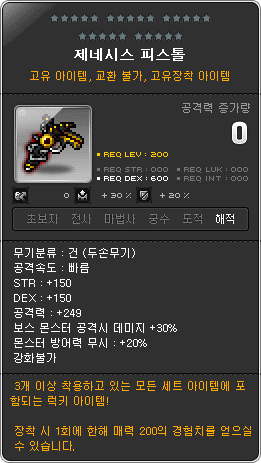 제네시스 피스톨
고유 아이템, 교환 불가, 고유장착 아이템
공격력 증가량
0
REQ LEV : 200
REQ STR : 000 REQ LUK : 000
REQ DEX : 600 REQ INT : 000
0 +30% +20%
초보자 전사 마법사 궁수 도적 해적
무기분류 : 건 (두손무기)
공격속도 : 빠름
STR : +150
DEX : +150
공격력 : +249
보스 몬스터 공격시 데미지 +30%
몬스터 방어력 무시 : +20%
강화불가
3개 이상 착용하고 있는 모든 세트 아이템에 포
함되는 럭키 아이템!
장착 시 1회에 한해 매력 200의 경험치를 얻으실
수 있습니다.